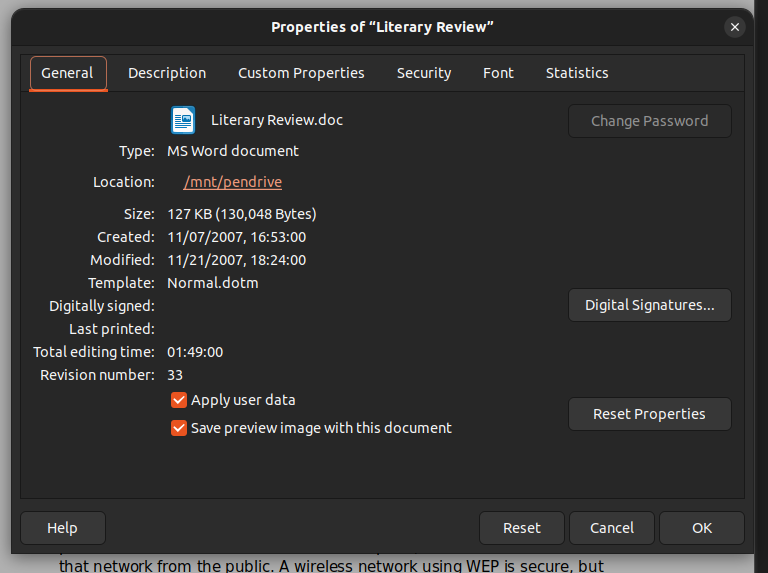 Properties of “Literary Review”
General Description Custom Properties Security Font Statistics
Literary Review.doc
Change Password
Type: MS Word document
Location: /mnt/pendrive
Size: 127 KB (130,048 Bytes)
Created: 11/07/2007, 16:53:00
Modified: 11/21/2007, 18:24:00
Template: Normal.dotm
Digitally signed:
Digital Signatures...
Last printed:
Total editing time: 01:49:00
Revision number: 33
Apply user data
Reset Properties
Save preview image with this document
Help Reset Cancel OK
that network from the public. A wireless network using WEP is secure, but